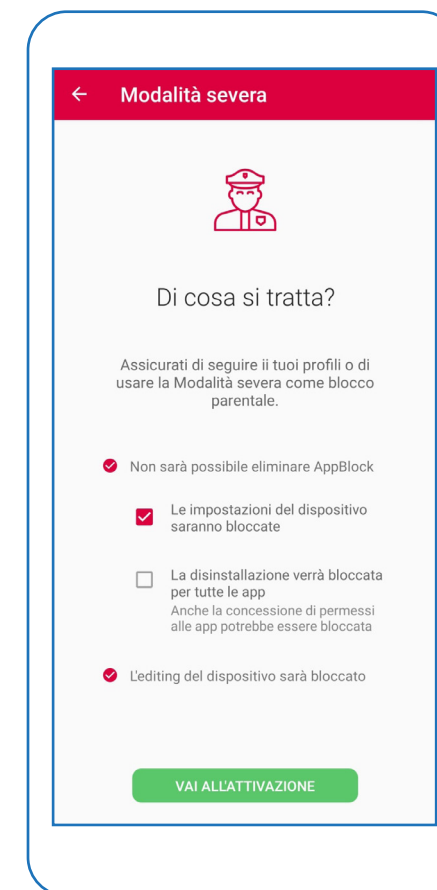 Modalità severa
Di cosa si tratta?
Assicurati di seguire ii tuoi profili o di
usare la Modalità severa come blocco
parentale.
Non sarà possibile eliminare AppBlock
Le impostazioni del dispositivo
saranno bloccate
La disinstallazione verrà bloccata
per tutte le app
Anche la concessione di permessi
alle app potrebbe essere bloccata
L'editing del dispositivo sarà bloccato
VAI ALL'ATTIVAZIONE